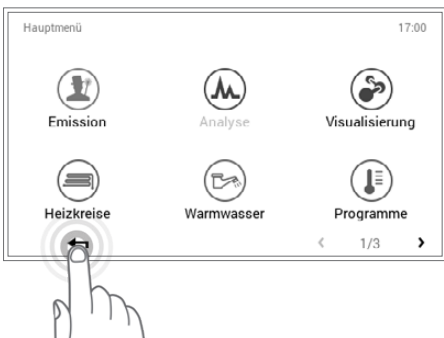 Hauptmenü 17:00
Emission Analyse Visualisierung
Heizkreise Warmwasser Programme
1/3